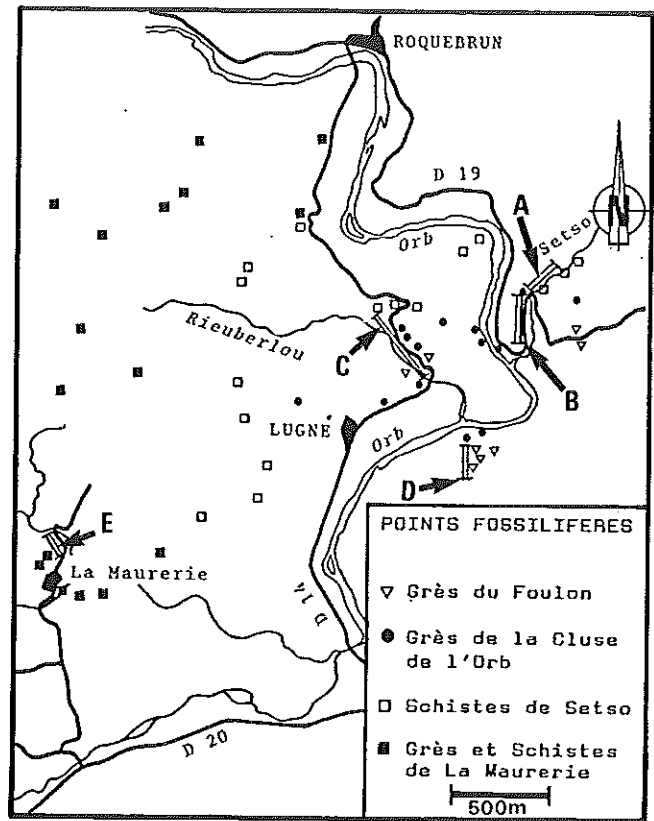 ROQUEBRUN
D 19
A
Setso
Orb
Rieuberlou
C
B
LUGNÉ
Orb
D
E
La Maurerie
D 14
D 20
POINTS FOSSILIFERES
Grès du Foulon
Grès de la Cluse
de l'Orb
Schistes de Setso
Grès et Schistes
de La Maurerie
500m